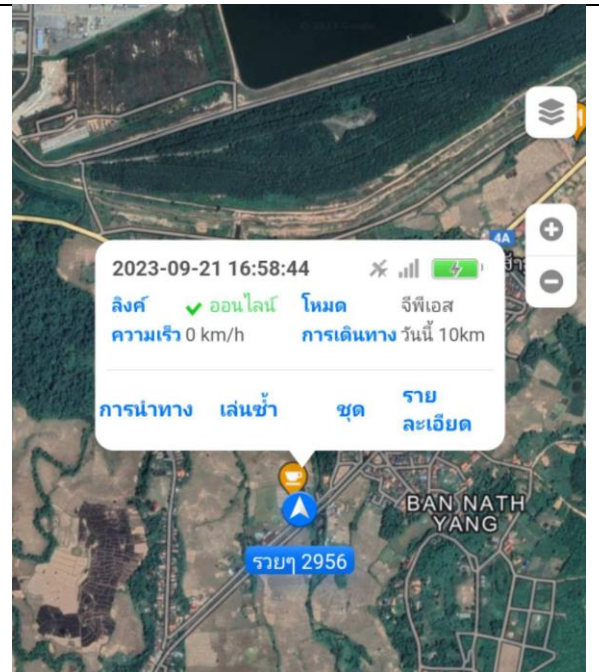 4A
2023-09-21 16:58:44
ลิงค์ ออนไลน์ โหมด จีพีเอส
ความเร็ว 0 km/h การเดินทาง วันนี้ 10km
การนำทาง เล่นซ้ำ ชุด ราย
ละเอียด
BAN NATH
YANG
รวยๆ 2956